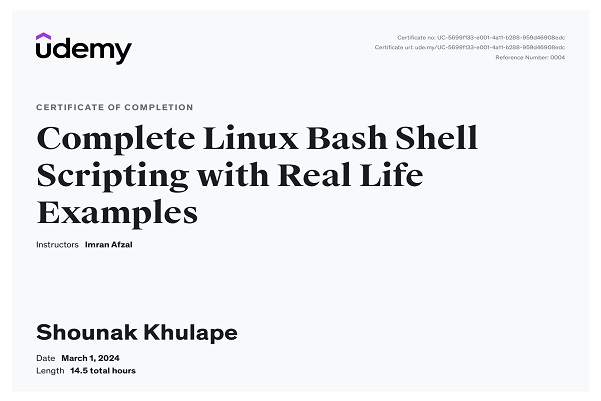 udemy
Certificate no: UC-5699f133-e001-4a11-b288-959d46908edc
Certificate url: ude.my/UC-5699f133-e001-4a11-b288-959d46908edc
Reference Number: 0004
CERTIFICATE OF COMPLETION
Complete Linux Bash Shell
Scripting with Real Life
Examples
Instructors Imran Afzal
Shounak Khulape
Date March 1, 2024
Length 14.5 total hours